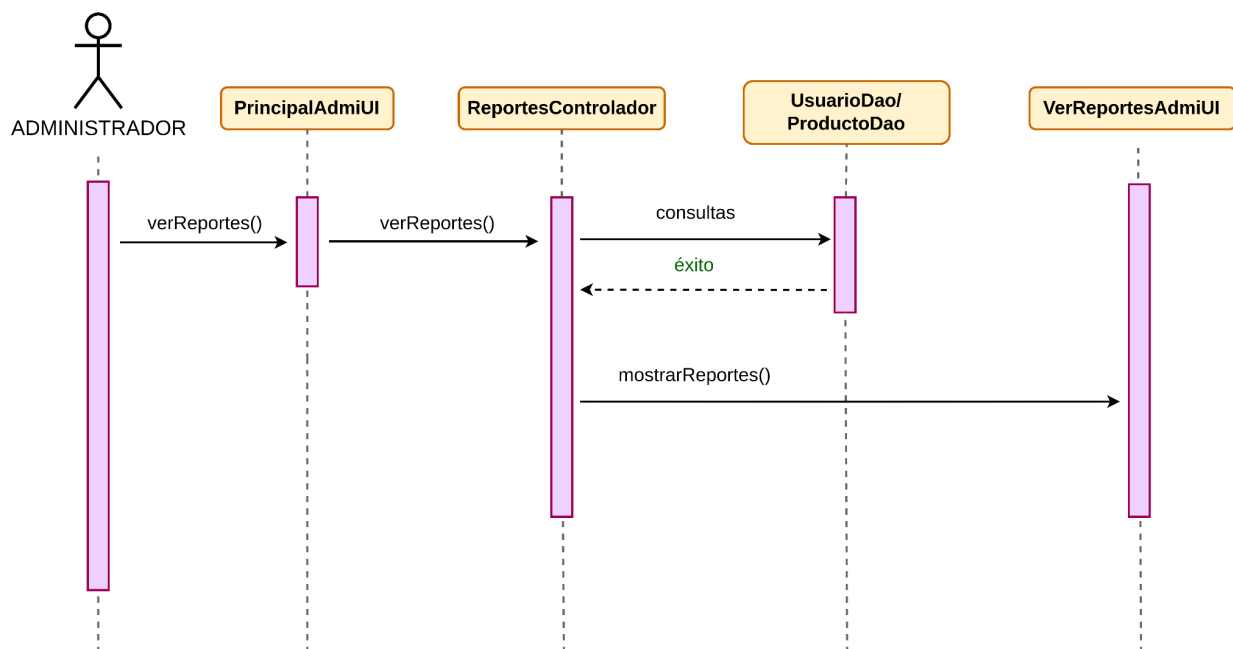 ADMINISTRADOR
PrincipalAdmiUI
ReportesControlador
UsuarioDao/
ProductoDao
VerReportesAdmiUI
verReportes()
verReportes()
consultas
éxito
mostrarReportes()